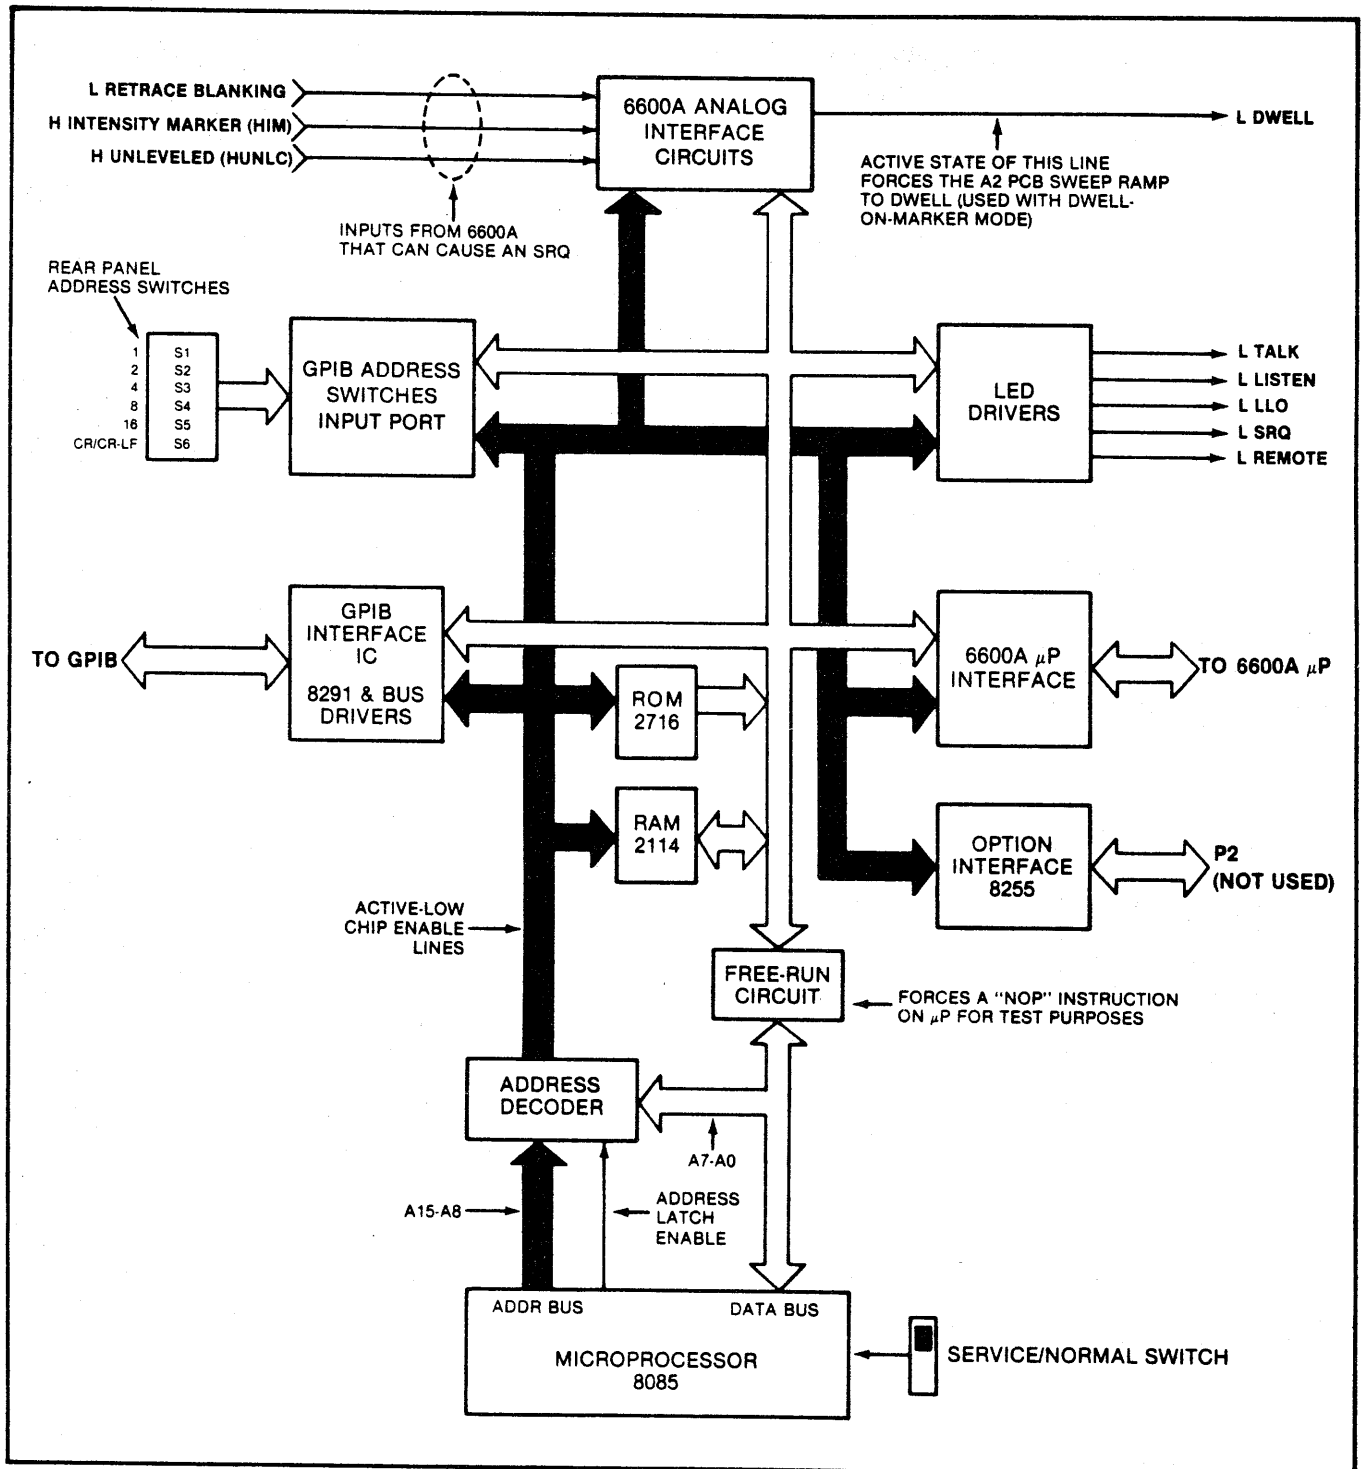 L RETRACE BLANKING
H INTENSITY MARKER (HIM)
H UNLEVELED (HUNLC)
6600A ANALOG
INTERFACE
CIRCUITS
L DWELL
INPUTS FROM 6600A
THAT CAN CAUSE AN SRQ
ACTIVE STATE OF THIS LINE
FORCES THE A2 PCB SWEEP RAMP
TO DWELL (USED WITH DWELL-
ON-MARKER MODE)
REAR PANEL
ADDRESS SWITCHES
1 S1
2 S2
4 S3
8 S4
16 S5
CR/CR-LF S6
GPIB ADDRESS
SWITCHES
INPUT PORT
LED
DRIVERS
L TALK
L LISTEN
L LLO
L SRQ
L REMOTE
TO GPIB
GPIB
INTERFACE
IC
8291 & BUS
DRIVERS
ROM
2716
RAM
2114
6600A µP
INTERFACE
TO 6600A µP
OPTION
INTERFACE
8255
P2
(NOT USED)
ACTIVE-LOW
CHIP ENABLE
LINES
FREE-RUN
CIRCUIT
FORCES A "NOP" INSTRUCTION
ON µP FOR TEST PURPOSES
ADDRESS
DECODER
A7-A0
A15-A8
ADDRESS
LATCH
ENABLE
ADDR BUS
DATA BUS
MICROPROCESSOR
8085
SERVICE/NORMAL SWITCH